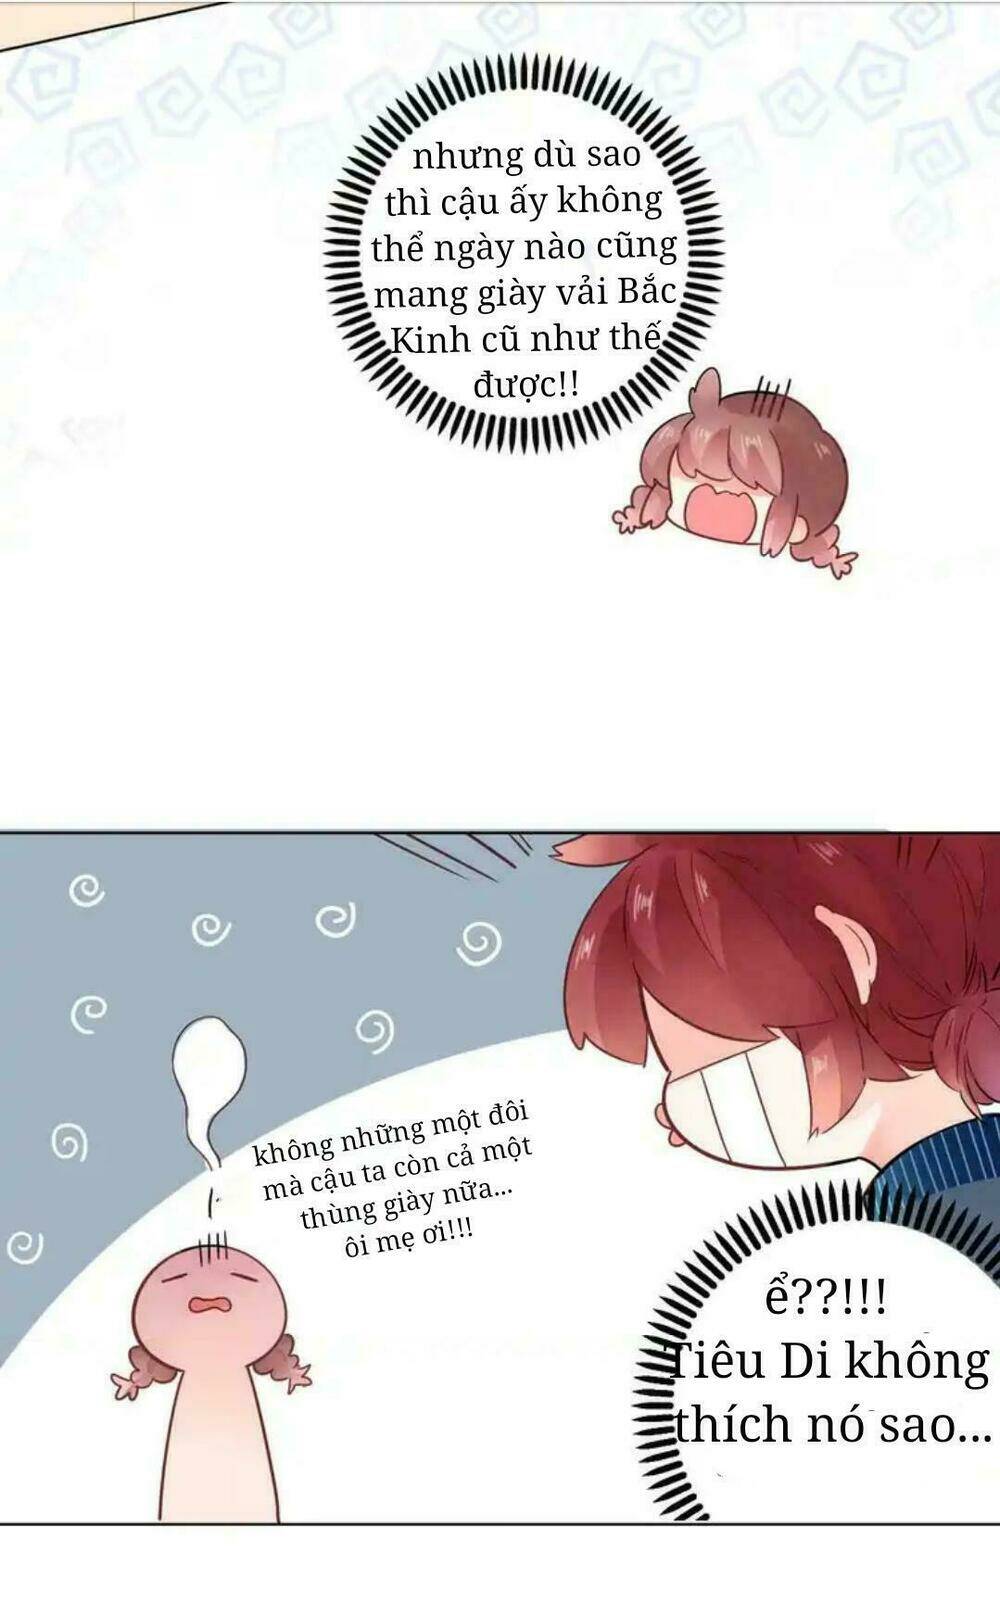 nhưng dù sao
thì cậu ấy không
thể ngày nào cũng
mang giày vải Bắc
Kinh cũ như thế
được!!
không những một đôi
mà cậu ta còn cả một
thùng giày nữa...
ôi mẹ ơi!!!
ể??!!!
Tiêu Di không
thích nó sao...